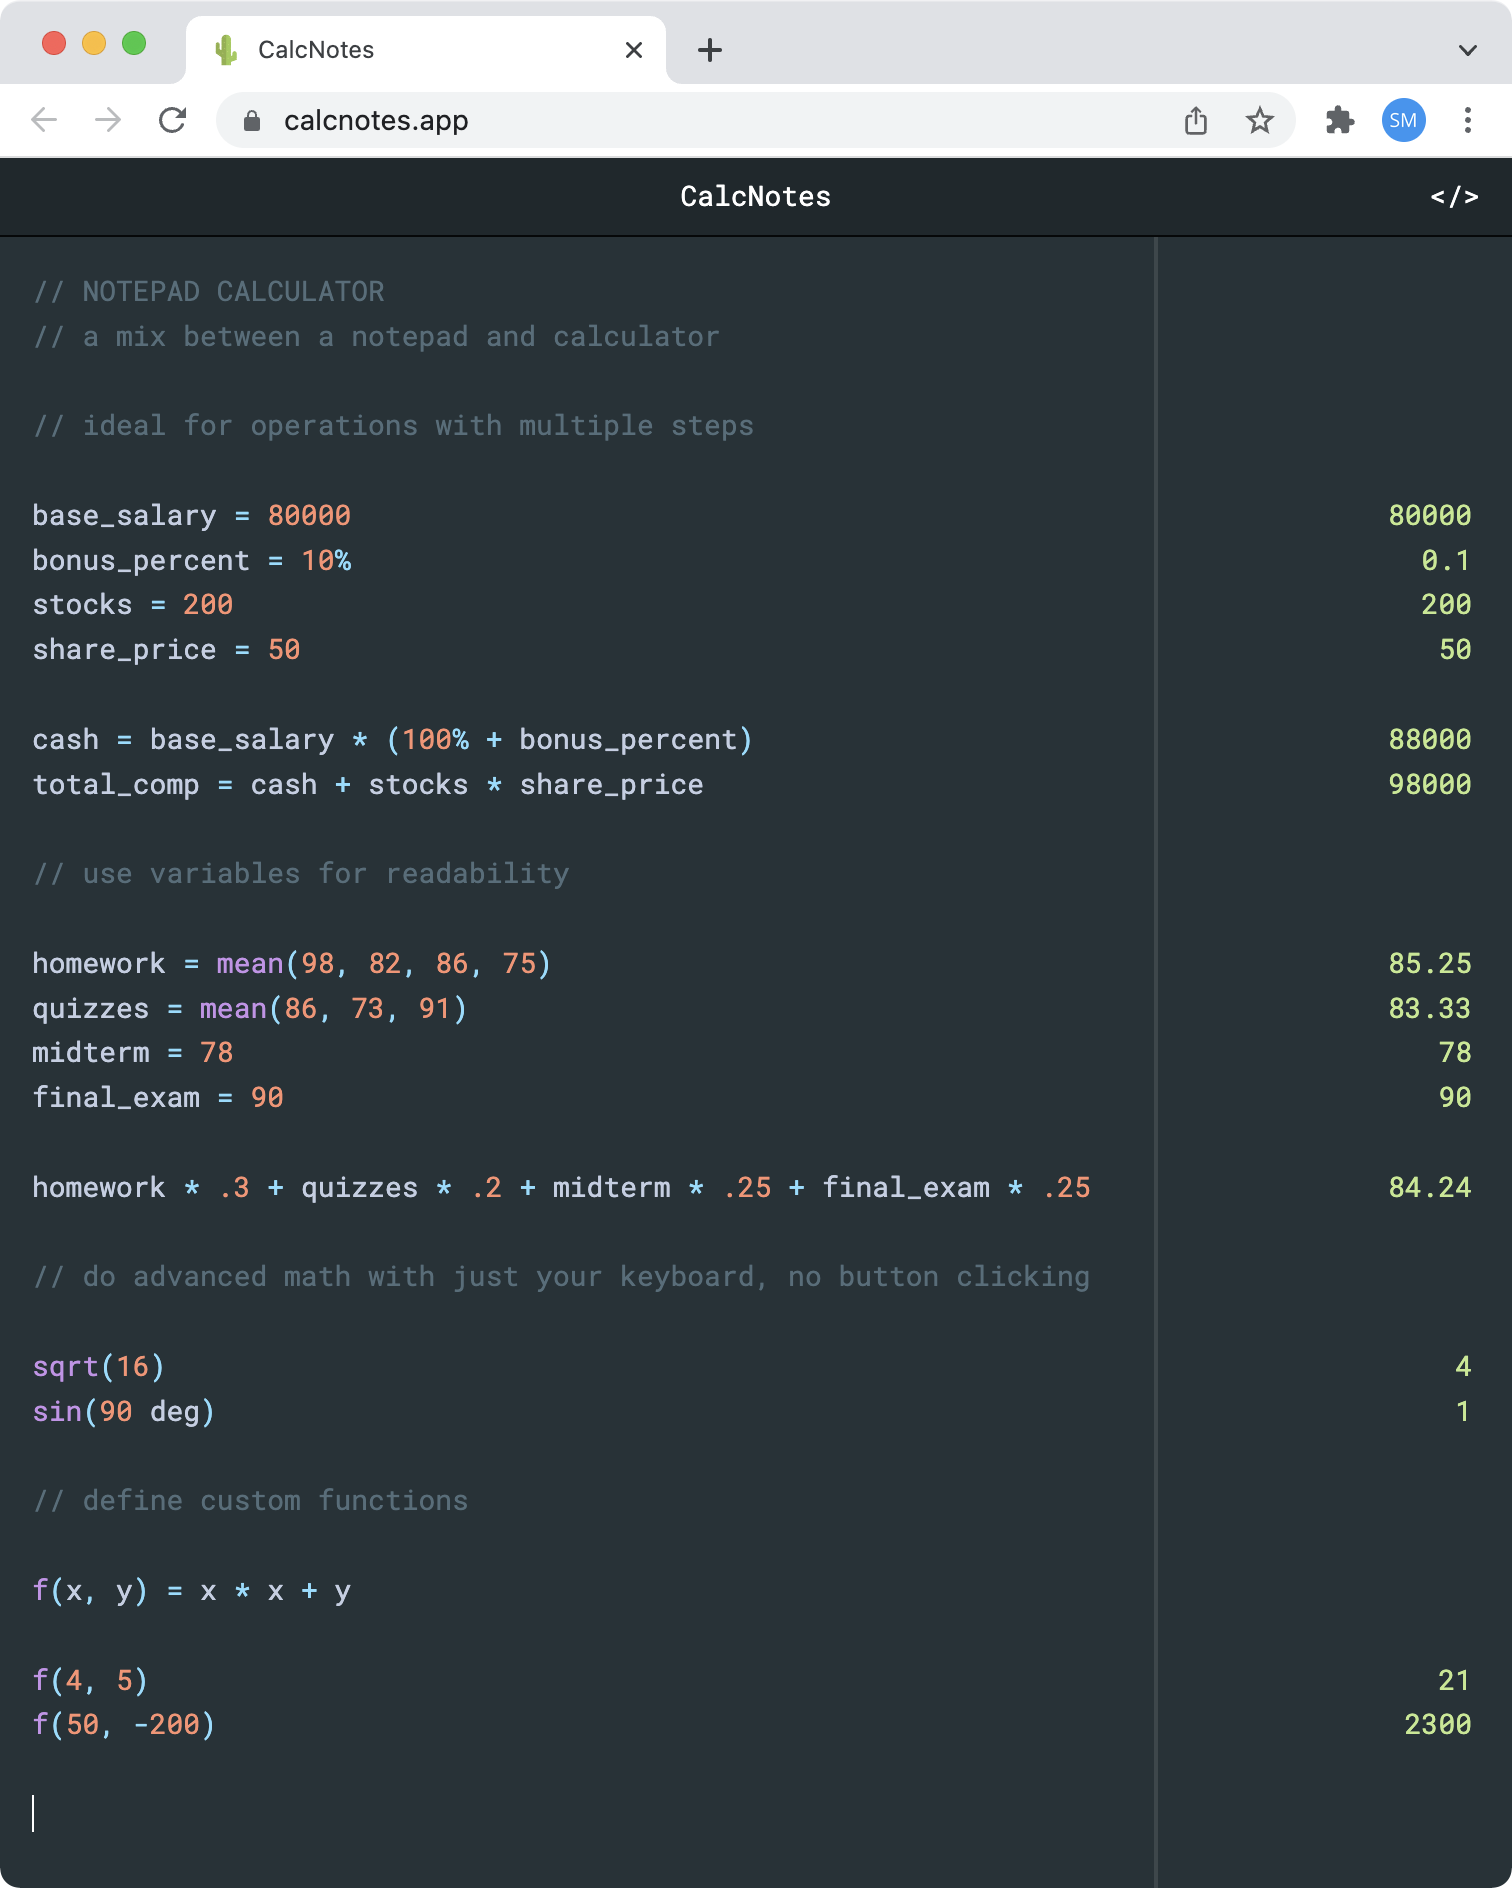 CalcNotes
calcnotes.app
SM
CalcNotes
</>
// NOTEPAD CALCULATOR
// a mix between a notepad and calculator
// ideal for operations with multiple steps
base_salary = 80000 80000
bonus_percent = 10% 0.1
stocks = 200 200
share_price = 50 50
cash = base_salary * (100% + bonus_percent) 88000
total_comp = cash + stocks * share_price 98000
// use variables for readability
homework = mean(98, 82, 86, 75) 85.25
quizzes = mean(86, 73, 91) 83.33
midterm = 78 78
final_exam = 90 90
homework * .3 + quizzes * .2 + midterm * .25 + final_exam * .25 84.24
// do advanced math with just your keyboard, no button clicking
sqrt(16) 4
sin(90 deg) 1
// define custom functions
f(x, y) = x * x + y
f(4, 5) 21
f(50, -200) 2300